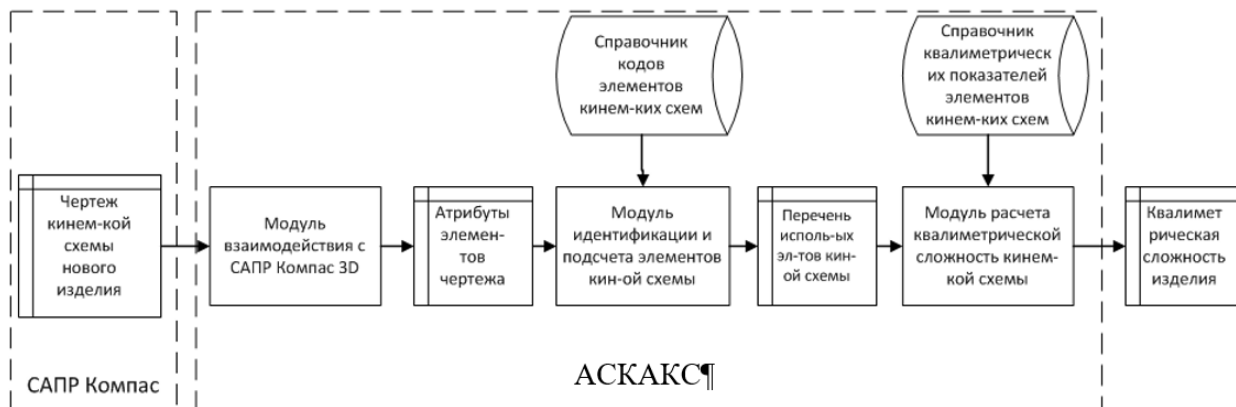 Справочник
кодов
элементов
кинем-ких схем
Справочник
квалиметрическ
их показателей
элементов
кинем-ких схем
Чертеж
кинем-кой
схемы
нового
изделия
Модуль
взаимодействия с
САПР Компас 3D
Атрибуты
элемен-
тов
чертежа
Модуль
идентификации и
подсчета элементов
кин-ой схемы
Перечень
исполь-ых
эл-тов кин-
ой схемы
Модуль расчета
квалиметрической
сложность кинем-
кой схемы
Квалимет
рическая
сложность
изделия
САПР Компас
АСКАКС¶